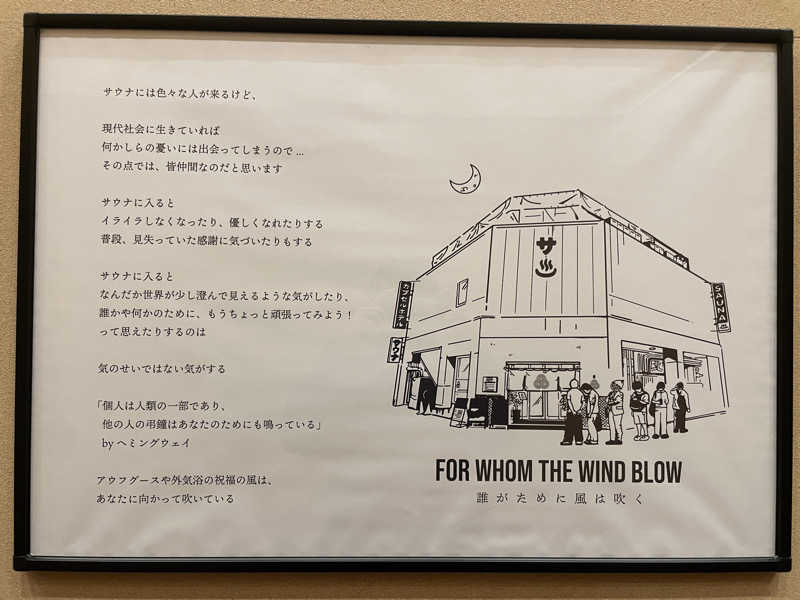 サウナには色々な人が来るけど、
現代社会に生きていれば
何かしらの憂いには出会ってしまうので...
その点では、皆仲間なのだと思います
サウナに入ると
イライラしなくなったり、優しくなれたりする
普段、見失っていた感謝に気づいたりもする
サウナに入ると
なんだか世界が少し澄んで見えるような気がしたり、
誰かや何かのために、もうちょっと頑張ってみよう！
って思えたりするのは
気のせいではない気がする
「個人は人類の一部であり、
他の人の弔鐘はあなたのためにも鳴っている」
by ヘミングウェイ
アウフグースや外気浴の祝福の風は、
あなたに向かって吹いている
サ
カプセルホテル
サウナ
SAUNA
FOR WHOM THE WIND BLOW
誰がために風は吹く